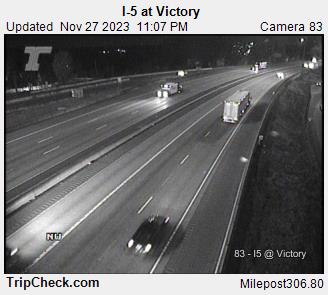 I-5 at Victory
Updated Nov 27 2023 11:07 PM Camera 83
T
NW
83 - I5 @ Victory
TripCheck.com Milepost306.80